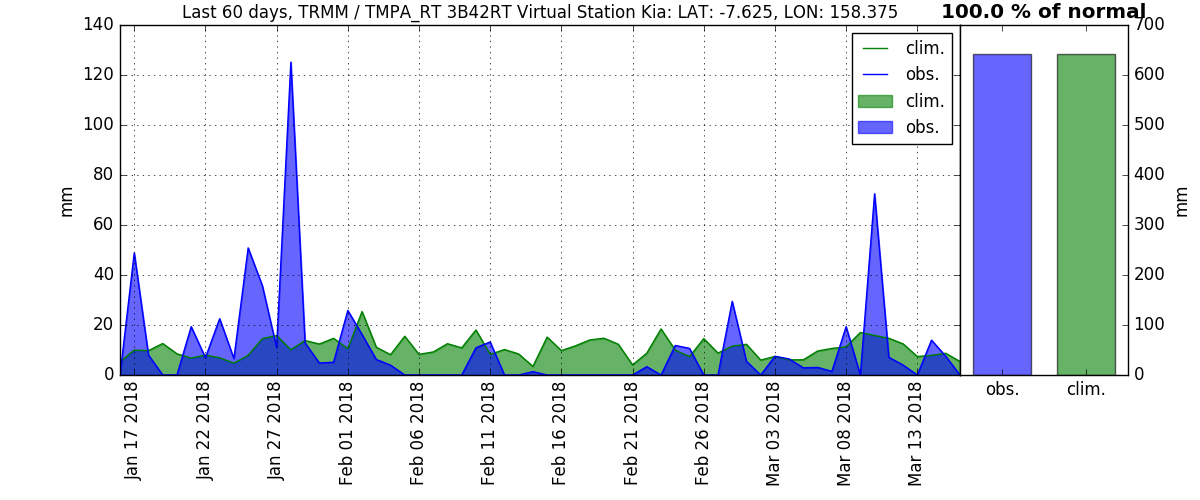 Last 60 days, TRMM / TMPA_RT 3B42RT Virtual Station Kia: LAT: -7.625, LON: 158.375
100.0 % of normal
140
120
100
80
60
40
20
0
mm
clim.
obs.
clim.
obs.
700
600
500
400
300
200
100
0
mm
obs.
clim.
Jan 17 2018
Jan 22 2018
Jan 27 2018
Feb 01 2018
Feb 06 2018
Feb 11 2018
Feb 16 2018
Feb 21 2018
Feb 26 2018
Mar 03 2018
Mar 08 2018
Mar 13 2018